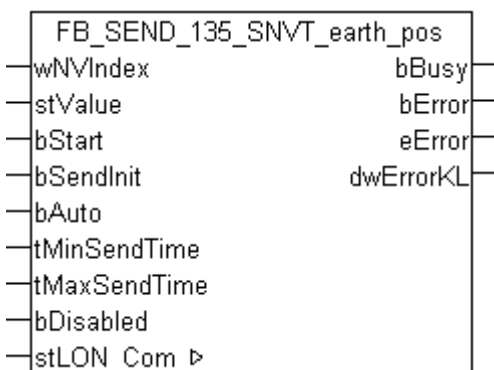 FB_SEND_135_SNVT_earth_pos
wNVIndex bBusy
stValue bError
bStart eError
bSendInit dwErrorKL
bAuto
tMinSendTime
tMaxSendTime
bDisabled
stLON_Com ▷